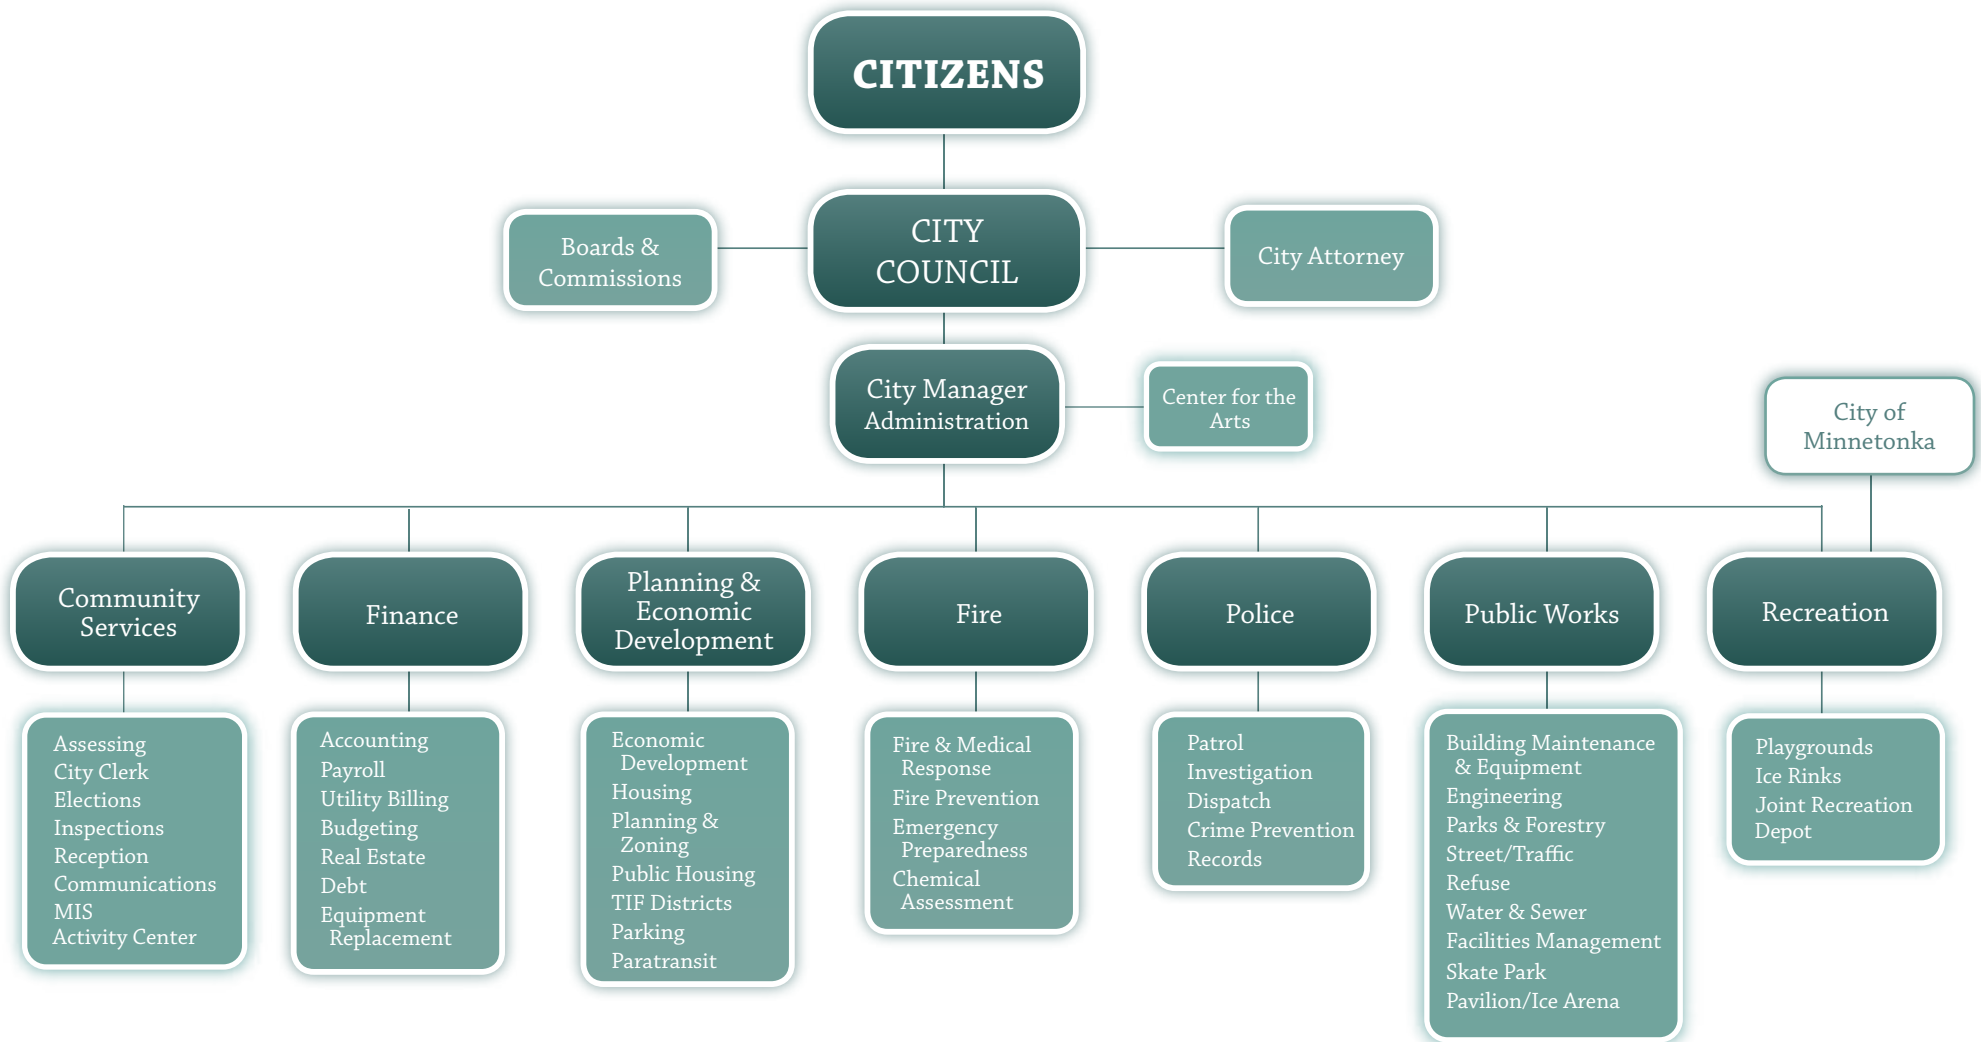 CITIZENS
CITY
COUNCIL
Boards &
Commissions
City Attorney
City Manager
Administration
Center for the
Arts
City of
Minnetonka
Community
Services
Finance
Planning &
Economic
Development
Fire
Police
Public Works
Recreation
Assessing
City Clerk
Elections
Inspections
Reception
Communications
MIS
Activity Center
Accounting
Payroll
Utility Billing
Budgeting
Real Estate
Debt
Equipment
Replacement
Economic
Development
Housing
Planning &
Zoning
Public Housing
TIF Districts
Parking
Paratransit
Fire & Medical
Response
Fire Prevention
Emergency
Preparedness
Chemical
Assessment
Patrol
Investigation
Dispatch
Crime Prevention
Records
Building Maintenance
& Equipment
Engineering
Parks & Forestry
Street/Traffic
Refuse
Water & Sewer
Facilities Management
Skate Park
Pavilion/Ice Arena
Playgrounds
Ice Rinks
Joint Recreation
Depot